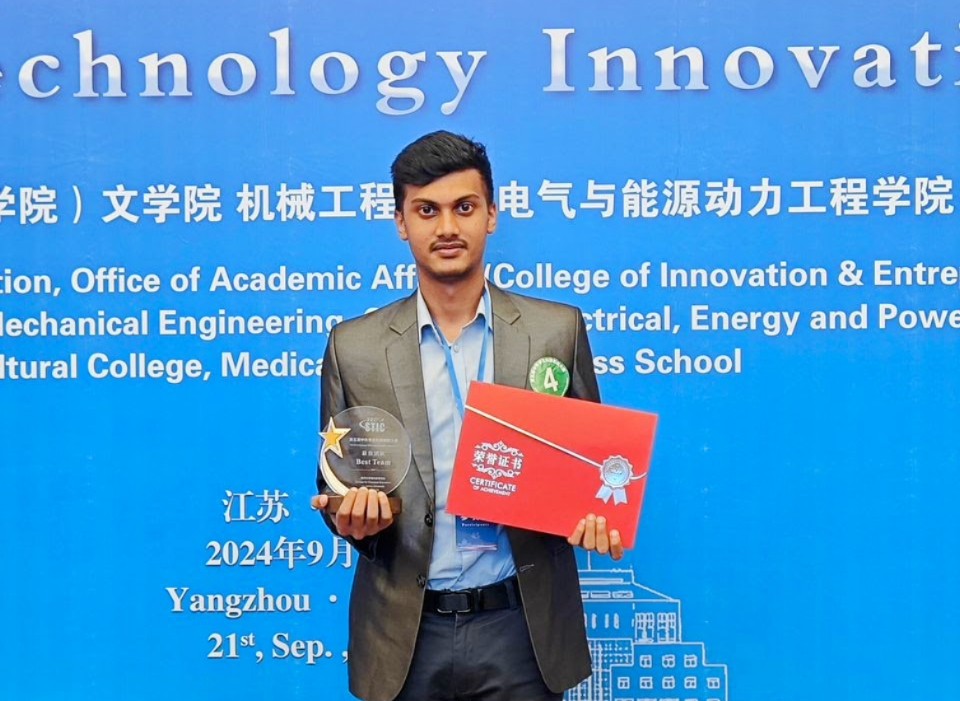 echnology Innovati
学院）文学院 机械工程 电气与能源动力工程学院
tion, Office of Academic Aff /College of Innovation & Entrep
Mechanical Engineering, ctrical, Energy and Powe
ltural College, Medica ss School
4
STIC
Best Team
荣誉证书
CERTIFICATE
OF ACHIEVEMENT
江苏
2024年9月
Yangzhou ·
21st, Sep. ,